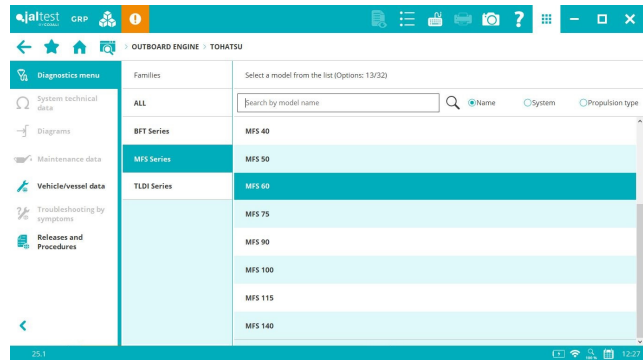 jaltest GRP
BY COJALI
OUTBOARD ENGINE > TOHATSU
Diagnostics menu
System technical data
Diagrams
Maintenance data
Vehicle/vessel data
Troubleshooting by symptoms
Releases and Procedures
Families
ALL
BFT Series
MFS Series
TLDI Series
Select a model from the list (Options: 13/32)
Search by model name
Name
System
Propulsion type
MFS 40
MFS 50
MFS 60
MFS 75
MFS 90
MFS 100
MFS 115
MFS 140
25.1
100 %
12:27